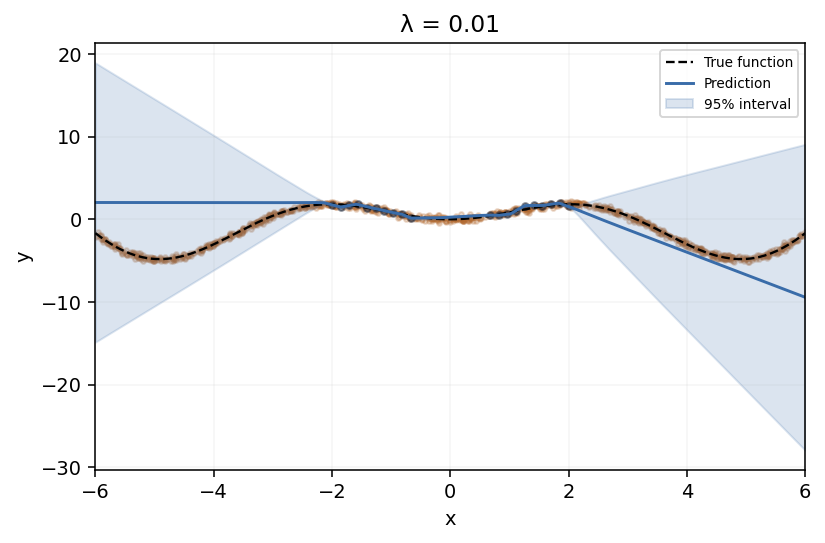 λ = 0.01
True function
Prediction
95% interval
20
10
0
−10
−20
−30
y
−6
−4
−2
0
2
4
6
x